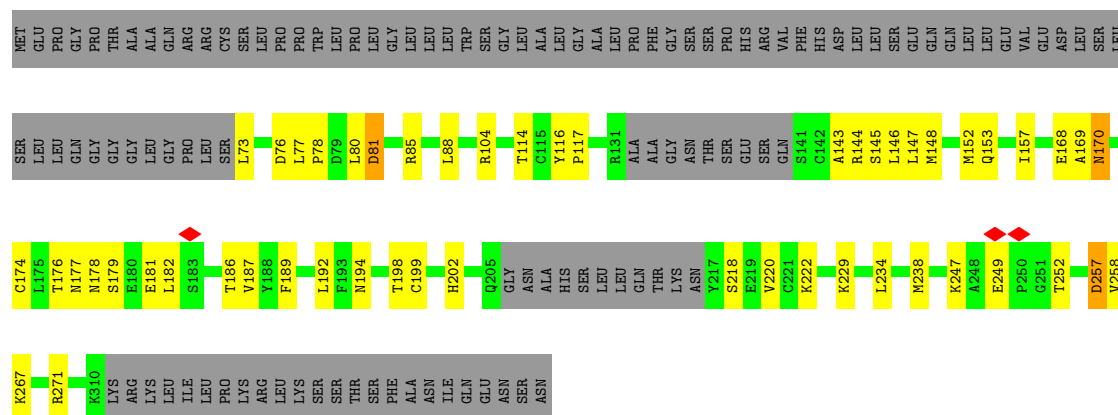 MET GLU PRO GLY PRO THR ALA ALA GLN ARG ARG CYS SER LEU PRO PRO TRP LEU PRO LEU GLY LEU LEU LEU TRP SER GLY LEU ALA LEU GLY ALA LEU PRO PHE GLY SER SER PRO HIS ARG VAL PHE HIS ASP LEU LEU SER GLU GLN GLN LEU LEU GLU VAL GLU ASP LEU SER LEU
SER LEU LEU GLN GLY GLY GLY LEU GLY PRO LEU SER L73 D76 L77 P78 D79 L80 D81 R85 L88 R104 T114 C115 Y116 P117 R131 ALA ALA GLY ASN THR SER GLU SER GLN S141 C142 A143 R144 S145 L146 L147 M148 M152 Q153 I157 E168 A169 N170
C174 L175 T176 N177 N178 S179 E180 E181 L182 S183 T186 V187 Y188 F189 L192 F193 N194 T198 C199 H202 Q205 GLY ASN ALA HIS SER LEU LEU GLN THR LYS ASN Y217 S218 E219 V220 C221 K222 K229 L234 M238 K247 A248 E249 P250 G251 T252 D257 V258
K267 R271 K310 LYS ARG LYS LEU ILE LEU PRO LYS ARG LEU LYS SER SER THR SER PHE ALA ASN ILE GLN GLU ASN SER ASN